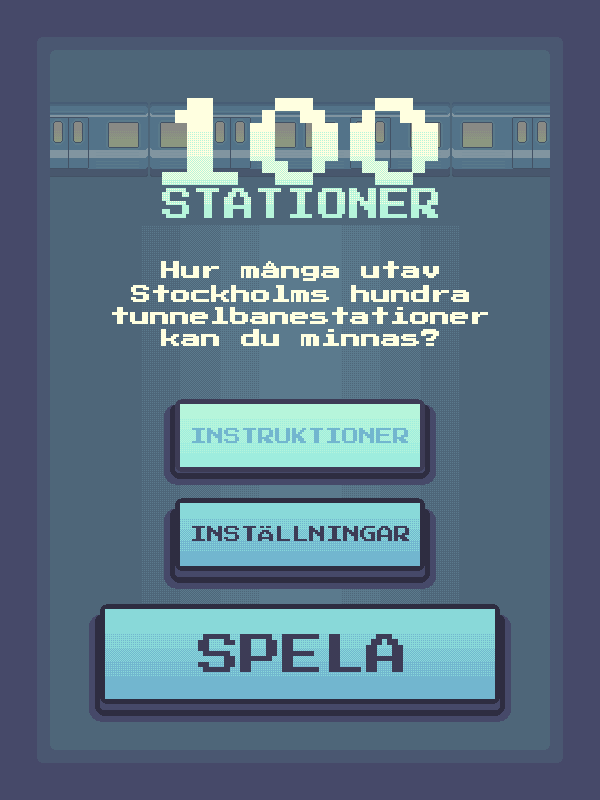 100
STATIONER
Hur många utav
Stockholms hundra
tunnelbanestationer
kan du minnas?
INSTRUKTIONER
INSTÄLLNINGAR
SPELA